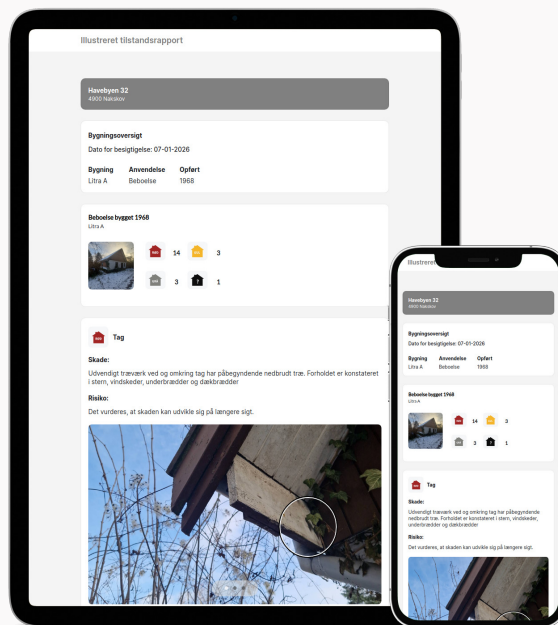 Illustreret tilstandsrapport
Havebyen 32
4900 Nakskov
Bygningsoversigt
Dato for besigtigelse: 07-01-2026
Bygning Anvendelse Opført
Litra A Beboelse 1968
Beboelse bygget 1968
Litra A
14 3
3 ? 1
Tag
Skade:
Udvendigt træværk ved og omkring tag har påbegyndende nedbrudt træ. Forholdet er konstateret
i stern, vindskeder, underbrædder og dækbrædder
Risiko:
Det vurderes, at skaden kan udvikle sig på længere sigt.
Illustreret
Havebyen 32
4900 Nakskov
Bygningsoversigt
Dato for besigtigelse: 07-01-2026
Bygning Anvendelse Opført
Litra A Beboelse 1968
Beboelse bygget 1968
Litra A
14 3
3 ? 1
Tag
Skade:
Udvendigt træværk ved og omkring tag har påbegyndende
nedbrudt træ. Forholdet er konstateret i stern, vindskeder,
underbrædder og dækbrædder
Risiko:
Det vurderes, at skaden kan udvikle sig på længere sigt.